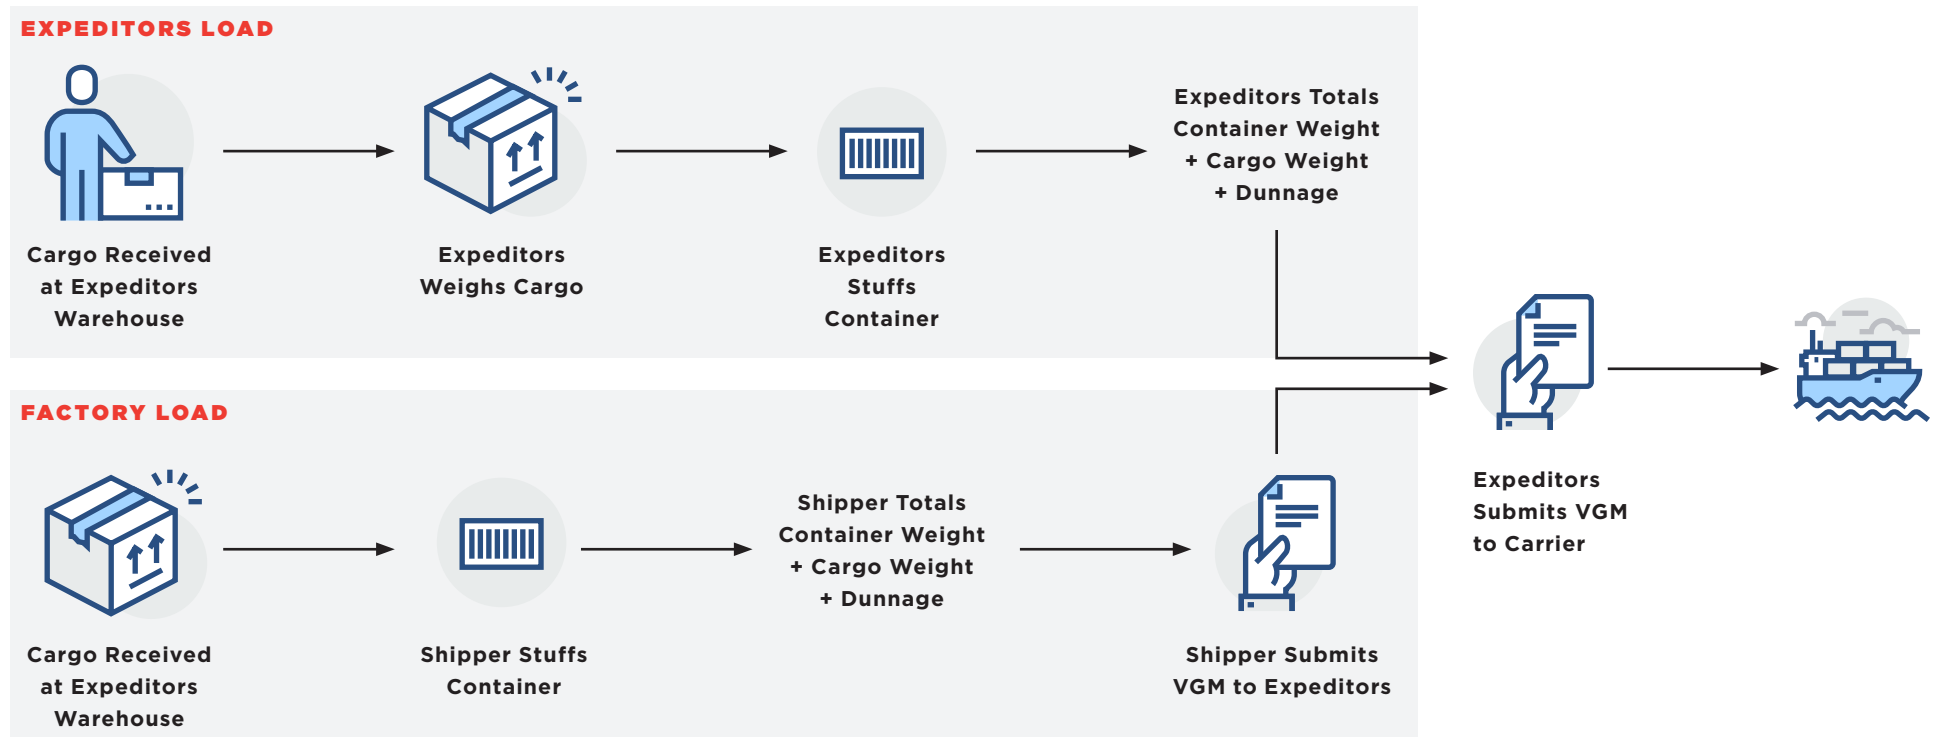 EXPEDITORS LOAD
Cargo Received
at Expeditors
Warehouse
Expeditors
Weighs Cargo
Expeditors
Stuffs
Container
Expeditors Totals
Container Weight
+ Cargo Weight
+ Dunnage
FACTORY LOAD
Cargo Received
at Expeditors
Warehouse
Shipper Stuffs
Container
Shipper Totals
Container Weight
+ Cargo Weight
+ Dunnage
Shipper Submits
VGM to Expeditors
Expeditors
Submits VGM
to Carrier